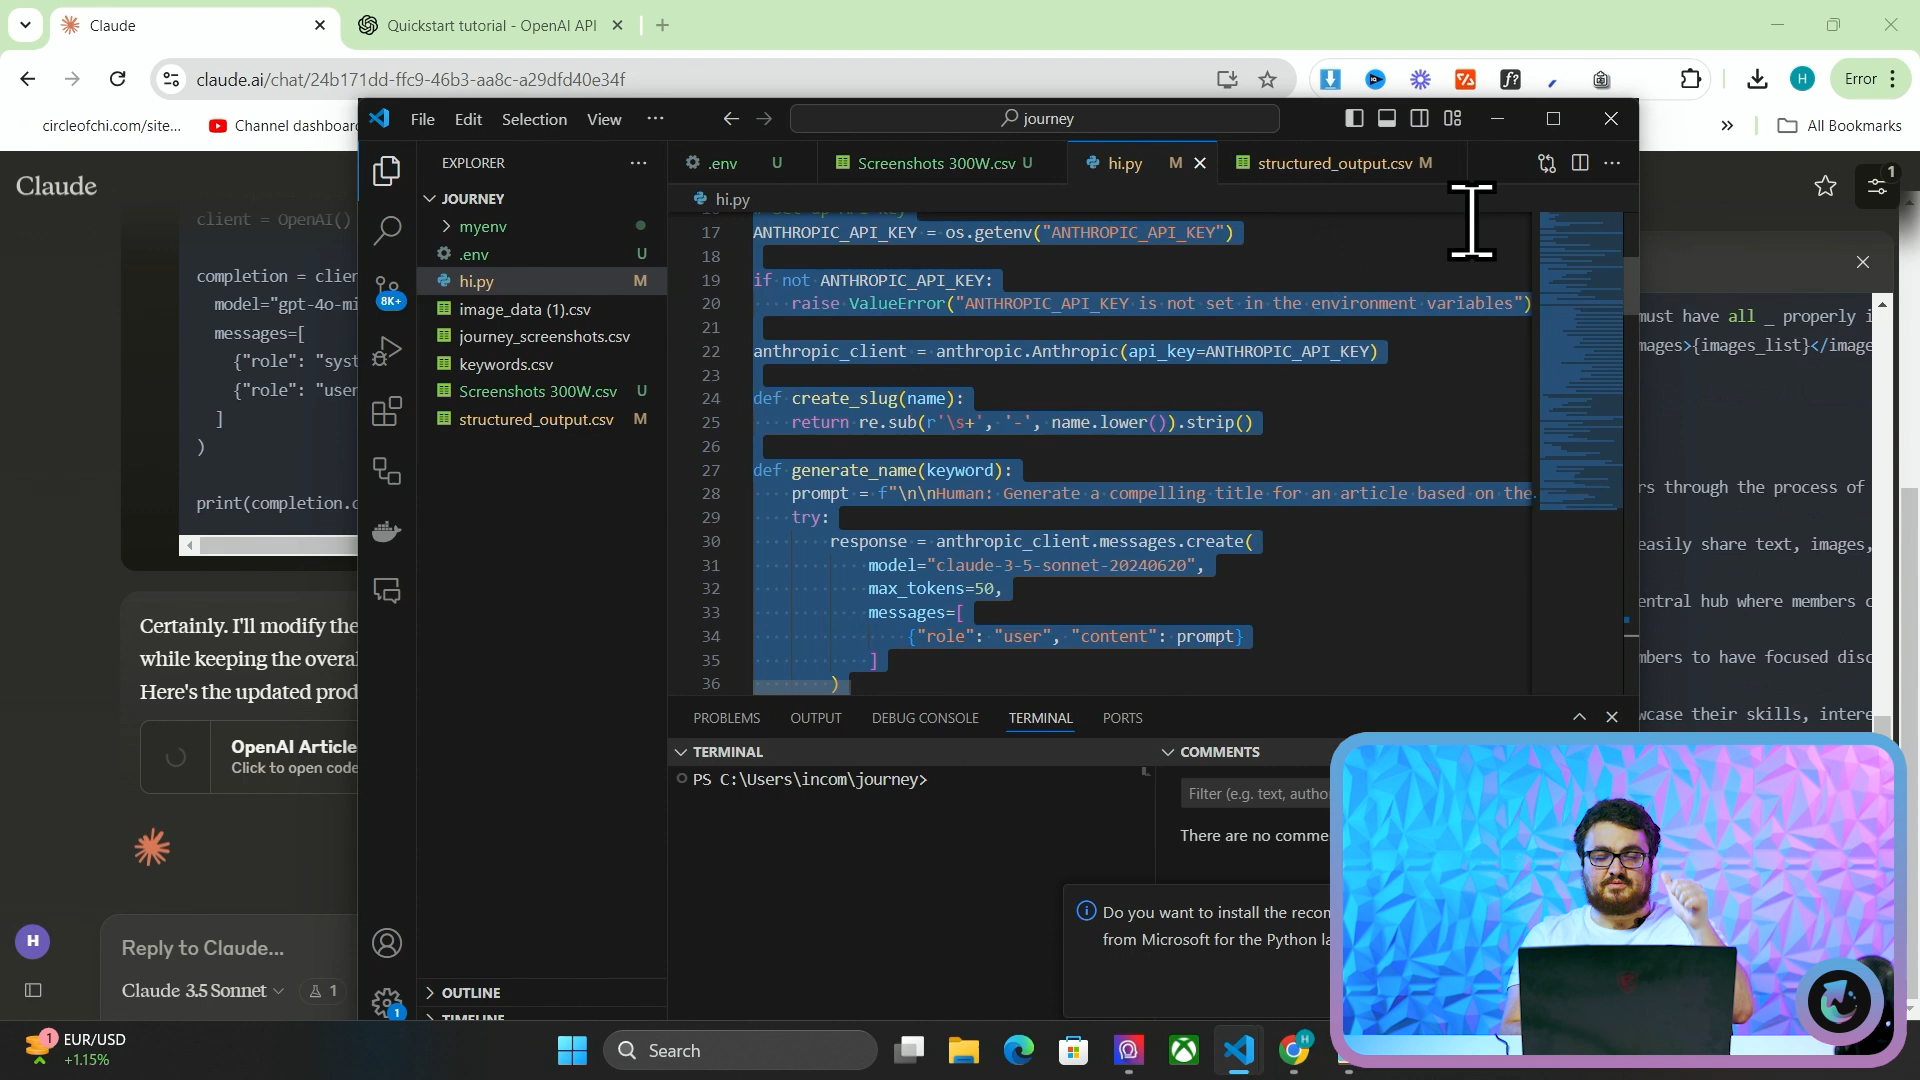 Claude
Quickstart tutorial - OpenAI API
claude.ai/chat/24b171dd-ffc9-46b3-aa8c-a29dfd40e34f
H
Error
circleofchi.com/site...
Channel dashboar
All Bookmarks
File Edit Selection View ...
journey
EXPLORER
.env U
Screenshots 300W.csv U
hi.py M
structured_output.csv M
Claude
1
JOURNEY
hi.py
myenv
.env U
hi.py M
image_data (1).csv
journey_screenshots.csv
keywords.csv
Screenshots 300W.csv U
structured_output.csv M
8K+
client = OpenAI()
completion = clien
model="gpt-4o-mi
messages=[
{"role": "syst
{"role": "user
]
)
print(completion.c
17 ANTHROPIC_API_KEY = os.getenv("ANTHROPIC_API_KEY")
18
19 if not ANTHROPIC_API_KEY:
20 raise ValueError("ANTHROPIC_API_KEY is not set in the environment variables")
21
22 anthropic_client = anthropic.Anthropic(api_key=ANTHROPIC_API_KEY)
23
24 def create_slug(name):
25 return re.sub(r'\s+', '-', name.lower()).strip()
26
27 def generate_name(keyword):
28 prompt = f"\n\nHuman: Generate a compelling title for an article based on the
29 try:
30 response = anthropic_client.messages.create(
31 model="claude-3-5-sonnet-20240620",
32 max_tokens=50,
33 messages=[
34 {"role": "user", "content": prompt}
35 ]
36 )
must have all _ properly i
mages>{images_list}</image
rs through the process of
easily share text, images,
entral hub where members c
mbers to have focused disc
wcase their skills, intere
Certainly. I'll modify the
while keeping the overal
Here's the updated prod
OpenAI Article
Click to open code
PROBLEMS OUTPUT DEBUG CONSOLE TERMINAL PORTS
TERMINAL
COMMENTS
PS C:\Users\incom\journey>
Filter (e.g. text, autho
There are no comme
Do you want to install the recon
from Microsoft for the Python la
H
Reply to Claude...
Claude 3.5 Sonnet
1
OUTLINE
TIMELINE
1
1
EUR/USD
+1.15%
Search
H